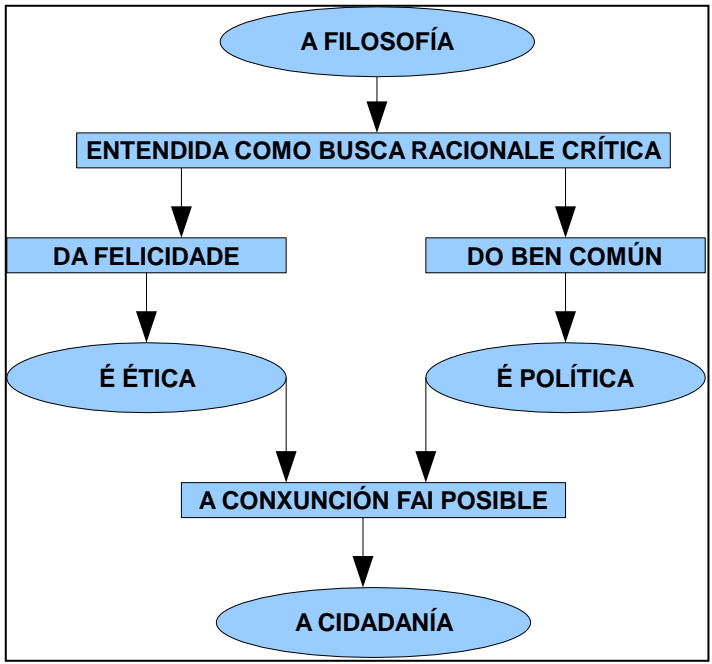 A FILOSOFÍA
ENTENDIDA COMO BUSCA RACIONALE CRÍTICA
DA FELICIDADE
DO BEN COMÚN
É ÉTICA
É POLÍTICA
A CONXUNCIÓN FAI POSIBLE
A CIDADANÍA